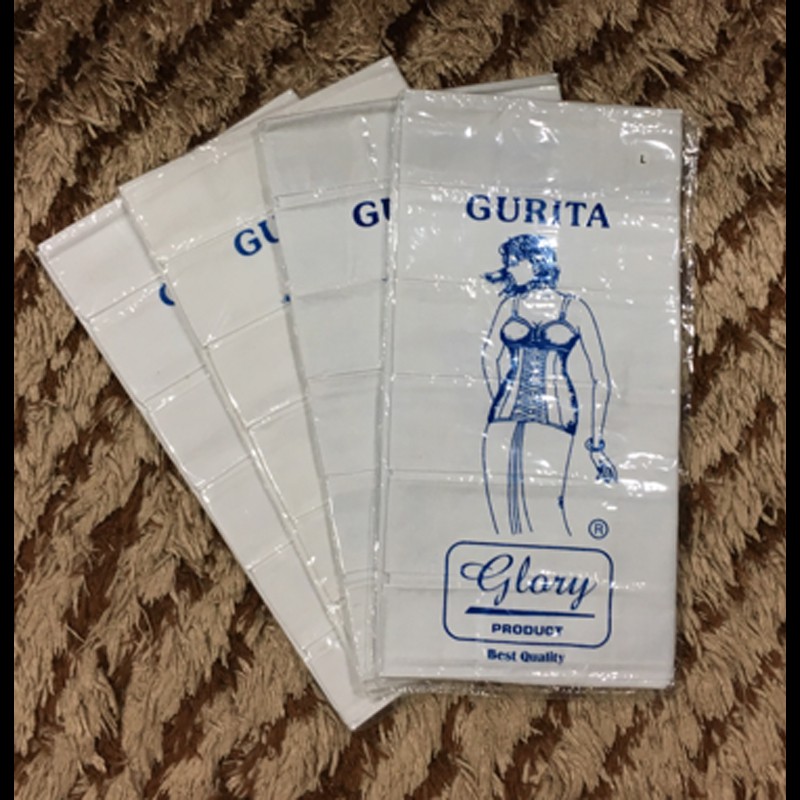 L
GURITA
GU
GU
G
®
Glory
PRODUCT
Best Quality